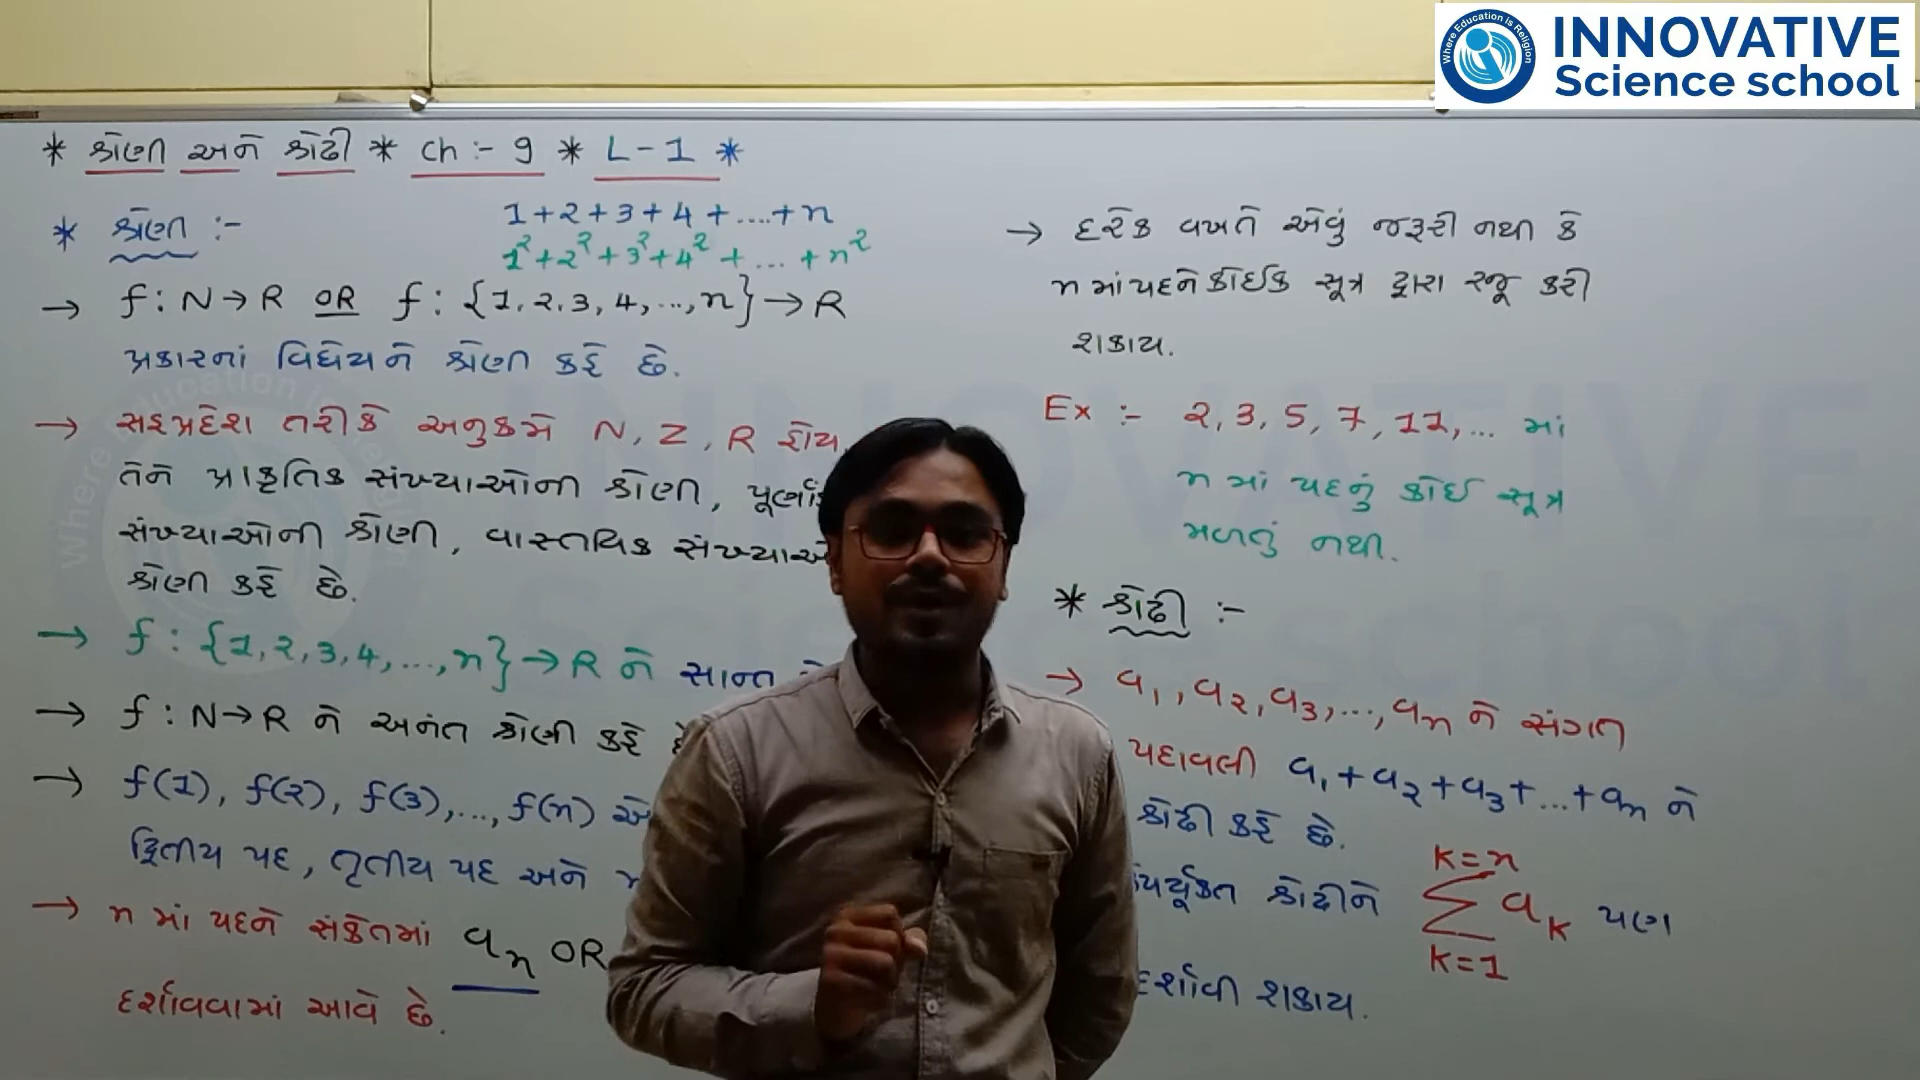 Where Education is Religion
INNOVATIVE
Science school
* શ્રેણી અને શ્રેઢી * Ch :- 9 * L-1 *
* શ્રેણી :-
1+2+3+4+....+n
1²+2²+3²+4²+...+n²
→ f : N→R OR f : {1,2,3,4,...,n}→R
પ્રકારનાં વિધેયને શ્રેણી કહે છે.
→ સહપ્રદેશ તરીકે અનુક્રમે N, Z, R હોય,
તેને પ્રાકૃતિક સંખ્યાઓની શ્રેણી,
સંખ્યાઓની શ્રેણી, વાસ્તવિક
શ્રેણી કહે છે.
→ f : {1,2,3,4,...,n}→R ને સાન્ત
→ f : N→R ને અનંત શ્રેણી કહે
→ f(1), f(2), f(3),..., f(n)
દ્વિતીય પદ, તૃતીય પદ અને
→ n માં પદને સંકેતમાં aₙ OR
દર્શાવવામાં આવે છે.
→ દરેક વખતે એવું જરૂરી નથી કે
n માં પદને કોઈક સૂત્ર દ્વારા રજૂ કરી
શકાય.
Ex :- 2, 3, 5, 7, 11,... માં
n માં પદનું કોઈ સૂત્ર
મળતું નથી.
* શ્રેઢી :-
→ a₁, a₂, a₃,..., aₙ ને સંગત
પદાવલી a₁+a₂+a₃+...+aₙ ને
શ્રેઢી કહે છે.
શ્રેઢીને
k=n
∑ aₖ પણ
k=1
દર્શાવી શકાય.